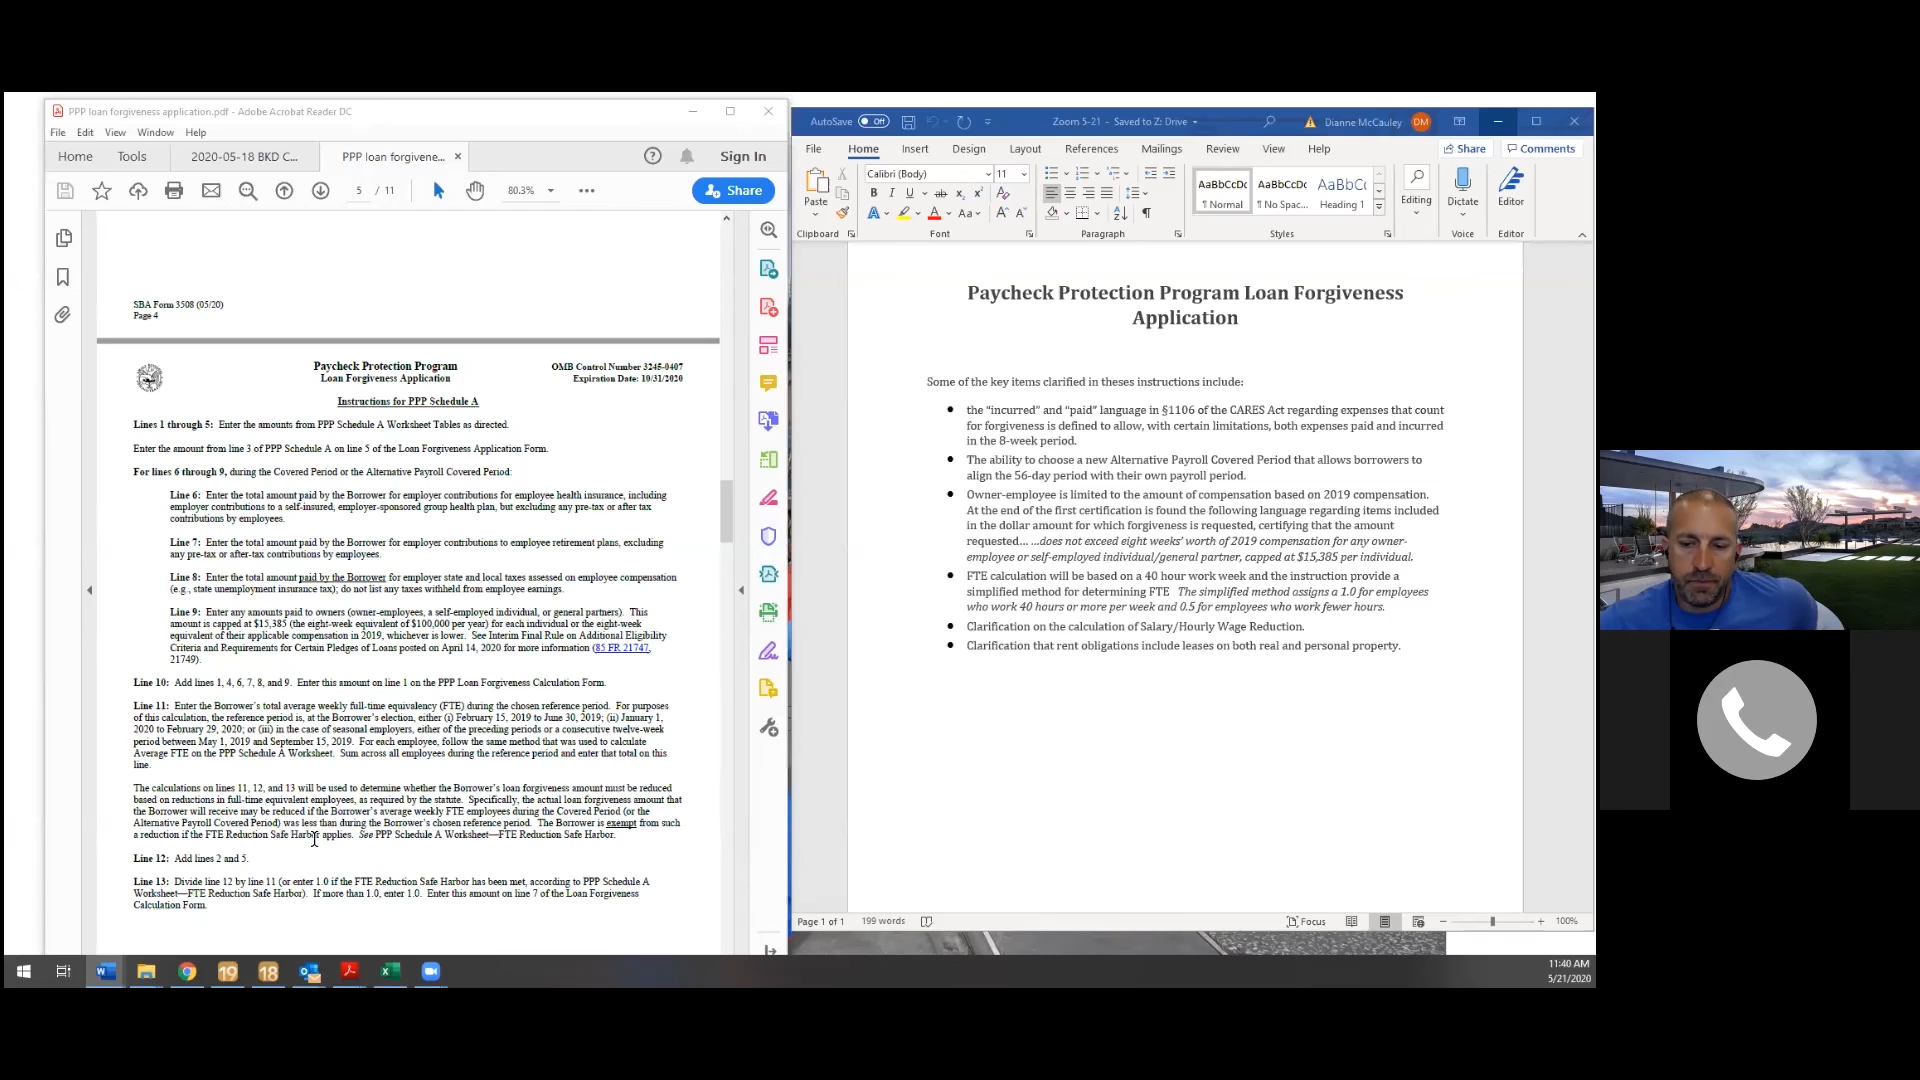 PPP loan forgiveness application.pdf - Adobe Acrobat Reader DC
File Edit View Window Help
Home Tools 2020-05-18 BKD C... PPP loan forgivene... ×
Sign In
5 / 11 80.3% Share
SBA Form 3508 (05/20)
Page 4
Paycheck Protection Program
Loan Forgiveness Application
OMB Control Number 3245-0407
Expiration Date: 10/31/2020
Instructions for PPP Schedule A
Lines 1 through 5: Enter the amounts from PPP Schedule A Worksheet Tables as directed.
Enter the amount from line 3 of PPP Schedule A on line 5 of the Loan Forgiveness Application Form.
For lines 6 through 9, during the Covered Period or the Alternative Payroll Covered Period:
Line 6: Enter the total amount paid by the Borrower for employer contributions for employee health insurance, including
employer contributions to a self-insured, employer-sponsored group health plan, but excluding any pre-tax or after tax
contributions by employees.
Line 7: Enter the total amount paid by the Borrower for employer contributions to employee retirement plans, excluding
any pre-tax or after-tax contributions by employees.
Line 8: Enter the total amount paid by the Borrower for employer state and local taxes assessed on employee compensation
(e.g., state unemployment insurance tax); do not list any taxes withheld from employee earnings.
Line 9: Enter any amounts paid to owners (owner-employees, a self-employed individual, or general partners). This
amount is capped at $15,385 (the eight-week equivalent of $100,000 per year) for each individual or the eight-week
equivalent of their applicable compensation in 2019, whichever is lower. See Interim Final Rule on Additional Eligibility
Criteria and Requirements for Certain Pledges of Loans posted on April 14, 2020 for more information (85 FR 21747,
21749).
Line 10: Add lines 1, 4, 6, 7, 8, and 9. Enter this amount on line 1 on the PPP Loan Forgiveness Calculation Form.
Line 11: Enter the Borrower's total average weekly full-time equivalency (FTE) during the chosen reference period. For purposes
of this calculation, the reference period is, at the Borrower's election, either (i) February 15, 2019 to June 30, 2019; (ii) January 1,
2020 to February 29, 2020; or (iii) in the case of seasonal employers, either of the preceding periods or a consecutive twelve-week
period between May 1, 2019 and September 15, 2019. For each employee, follow the same method that was used to calculate
Average FTE on the PPP Schedule A Worksheet. Sum across all employees during the reference period and enter that total on this
line.
The calculations on lines 11, 12, and 13 will be used to determine whether the Borrower's loan forgiveness amount must be reduced
based on reductions in full-time equivalent employees, as required by the statute. Specifically, the actual loan forgiveness amount that
the Borrower will receive may be reduced if the Borrower's average weekly FTE employees during the Covered Period (or the
Alternative Payroll Covered Period) was less than during the Borrower's chosen reference period. The Borrower is exempt from such
a reduction if the FTE Reduction Safe Harbor applies. See PPP Schedule A Worksheet—FTE Reduction Safe Harbor.
Line 12: Add lines 2 and 5.
Line 13: Divide line 12 by line 11 (or enter 1.0 if the FTE Reduction Safe Harbor has been met, according to PPP Schedule A
Worksheet—FTE Reduction Safe Harbor). If more than 1.0, enter 1.0. Enter this amount on line 7 of the Loan Forgiveness
Calculation Form.
AutoSave Off Zoom 5-21 - Saved to Z: Drive Dianne McCauley DM
File Home Insert Design Layout References Mailings Review View Help Share Comments
Paste Calibri (Body) 11 AaBbCcDc AaBbCcDc AaBbCc Editing Dictate Editor
¶ Normal ¶ No Spac... Heading 1
Clipboard Font Paragraph Styles Voice Editor
Paycheck Protection Program Loan Forgiveness
Application
Some of the key items clarified in theses instructions include:
● the "incurred" and "paid" language in §1106 of the CARES Act regarding expenses that count
for forgiveness is defined to allow, with certain limitations, both expenses paid and incurred
in the 8-week period.
● The ability to choose a new Alternative Payroll Covered Period that allows borrowers to
align the 56-day period with their own payroll period.
● Owner-employee is limited to the amount of compensation based on 2019 compensation.
At the end of the first certification is found the following language regarding items included
in the dollar amount for which forgiveness is requested, certifying that the amount
requested... ...does not exceed eight weeks' worth of 2019 compensation for any owner-
employee or self-employed individual/general partner, capped at $15,385 per individual.
● FTE calculation will be based on a 40 hour work week and the instruction provide a
simplified method for determining FTE The simplified method assigns a 1.0 for employees
who work 40 hours or more per week and 0.5 for employees who work fewer hours.
● Clarification on the calculation of Salary/Hourly Wage Reduction.
● Clarification that rent obligations include leases on both real and personal property.
Page 1 of 1 199 words Focus 100%
19 18
11:40 AM
5/21/2020